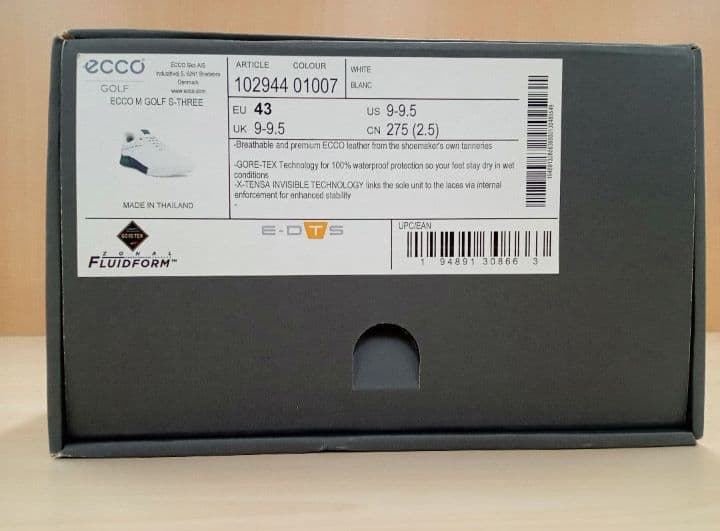 ecco
GOLF
ECCO Sko A/S
Industrivej 5, 6261 Bredebro
Denmark
www.ecco.com
ECCO M GOLF S-THREE
MADE IN THAILAND
ARTICLE COLOUR
102944 01007
WHITE
BLANC
EU 43 US 9-9.5
UK 9-9.5 CN 275 (2.5)
-Breathable and premium ECCO leather from the shoemaker's own tanneries
-GORE-TEX Technology for 100% waterproof protection so your feet stay dry in wet
conditions
-X-TENSA INVISIBLE TECHNOLOGY links the sole unit to the laces via internal
enforcement for enhanced stability
-
GORE-TEX
ZONAL
FLUIDFORM™
E-DTS
UPC/EAN
1 94891 30866 3